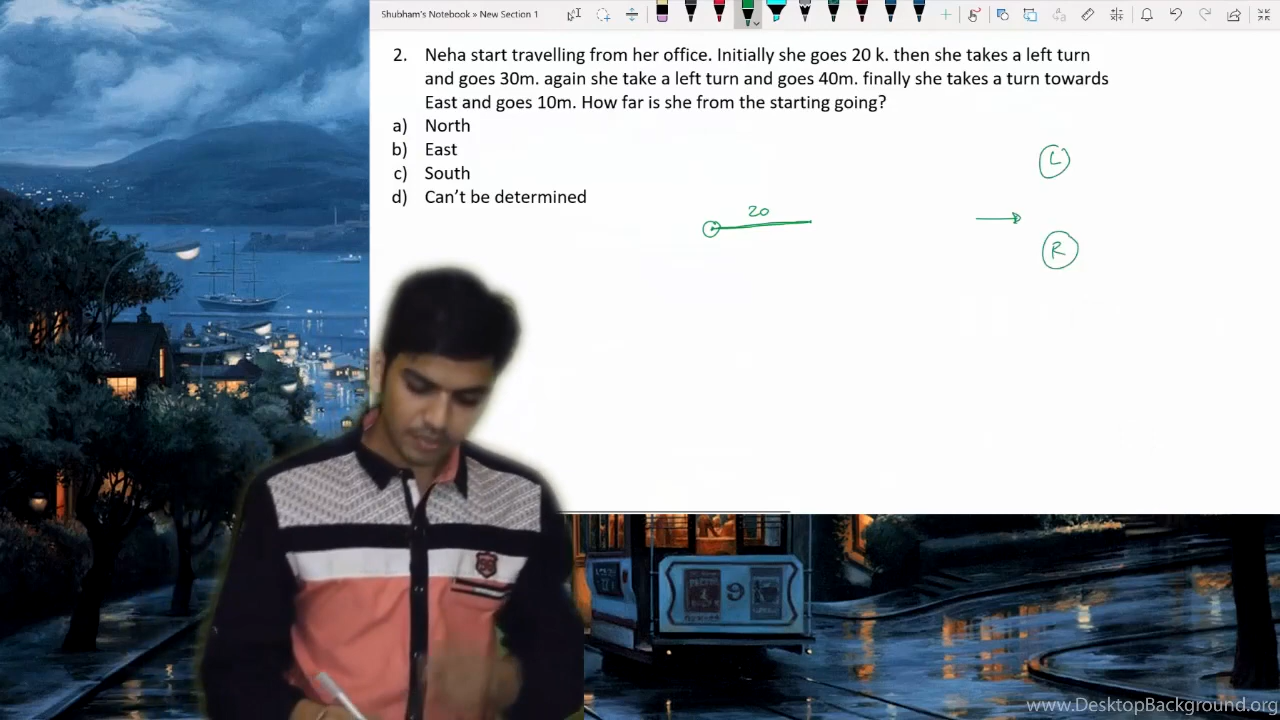 Shubham's Notebook » New Section 1
2. Neha start travelling from her office. Initially she goes 20 k. then she takes a left turn
and goes 30m. again she take a left turn and goes 40m. finally she takes a turn towards
East and goes 10m. How far is she from the starting going?
a) North
b) East
c) South
d) Can't be determined
20
L
R
9
www.DesktopBackground.org